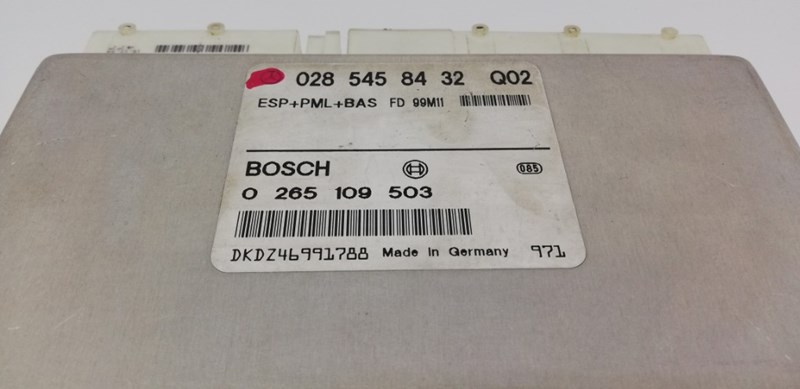 028 545 84 32 Q02
ESP+PML+BAS FD 99M11
BOSCH
085
0 265 109 503
DKDZ46991788 Made in Germany 971